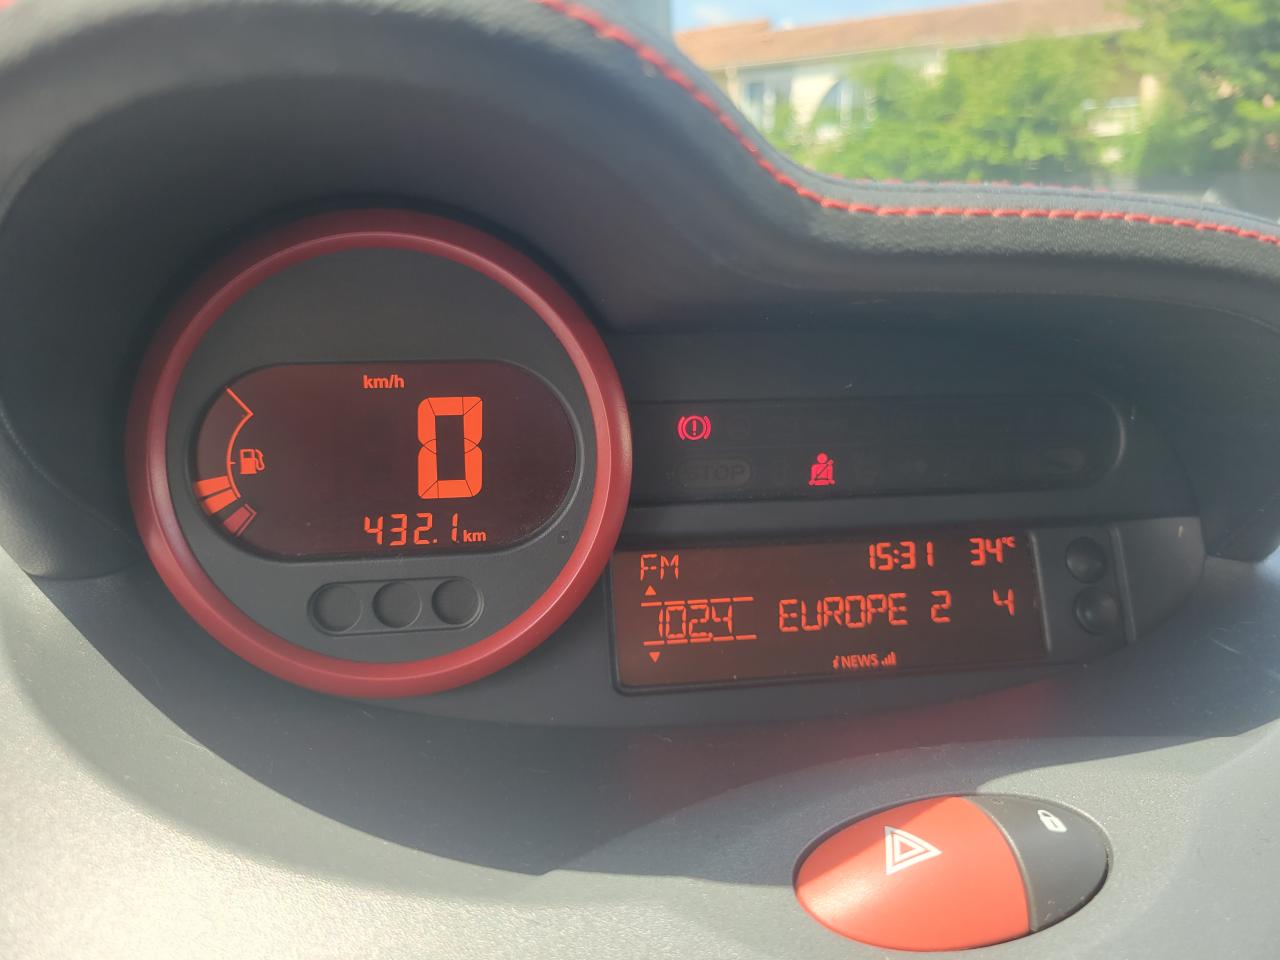 km/h
0
432.1 km
STOP
FM 15:31 34°C
102.4 EUROPE 2 4
i NEWS